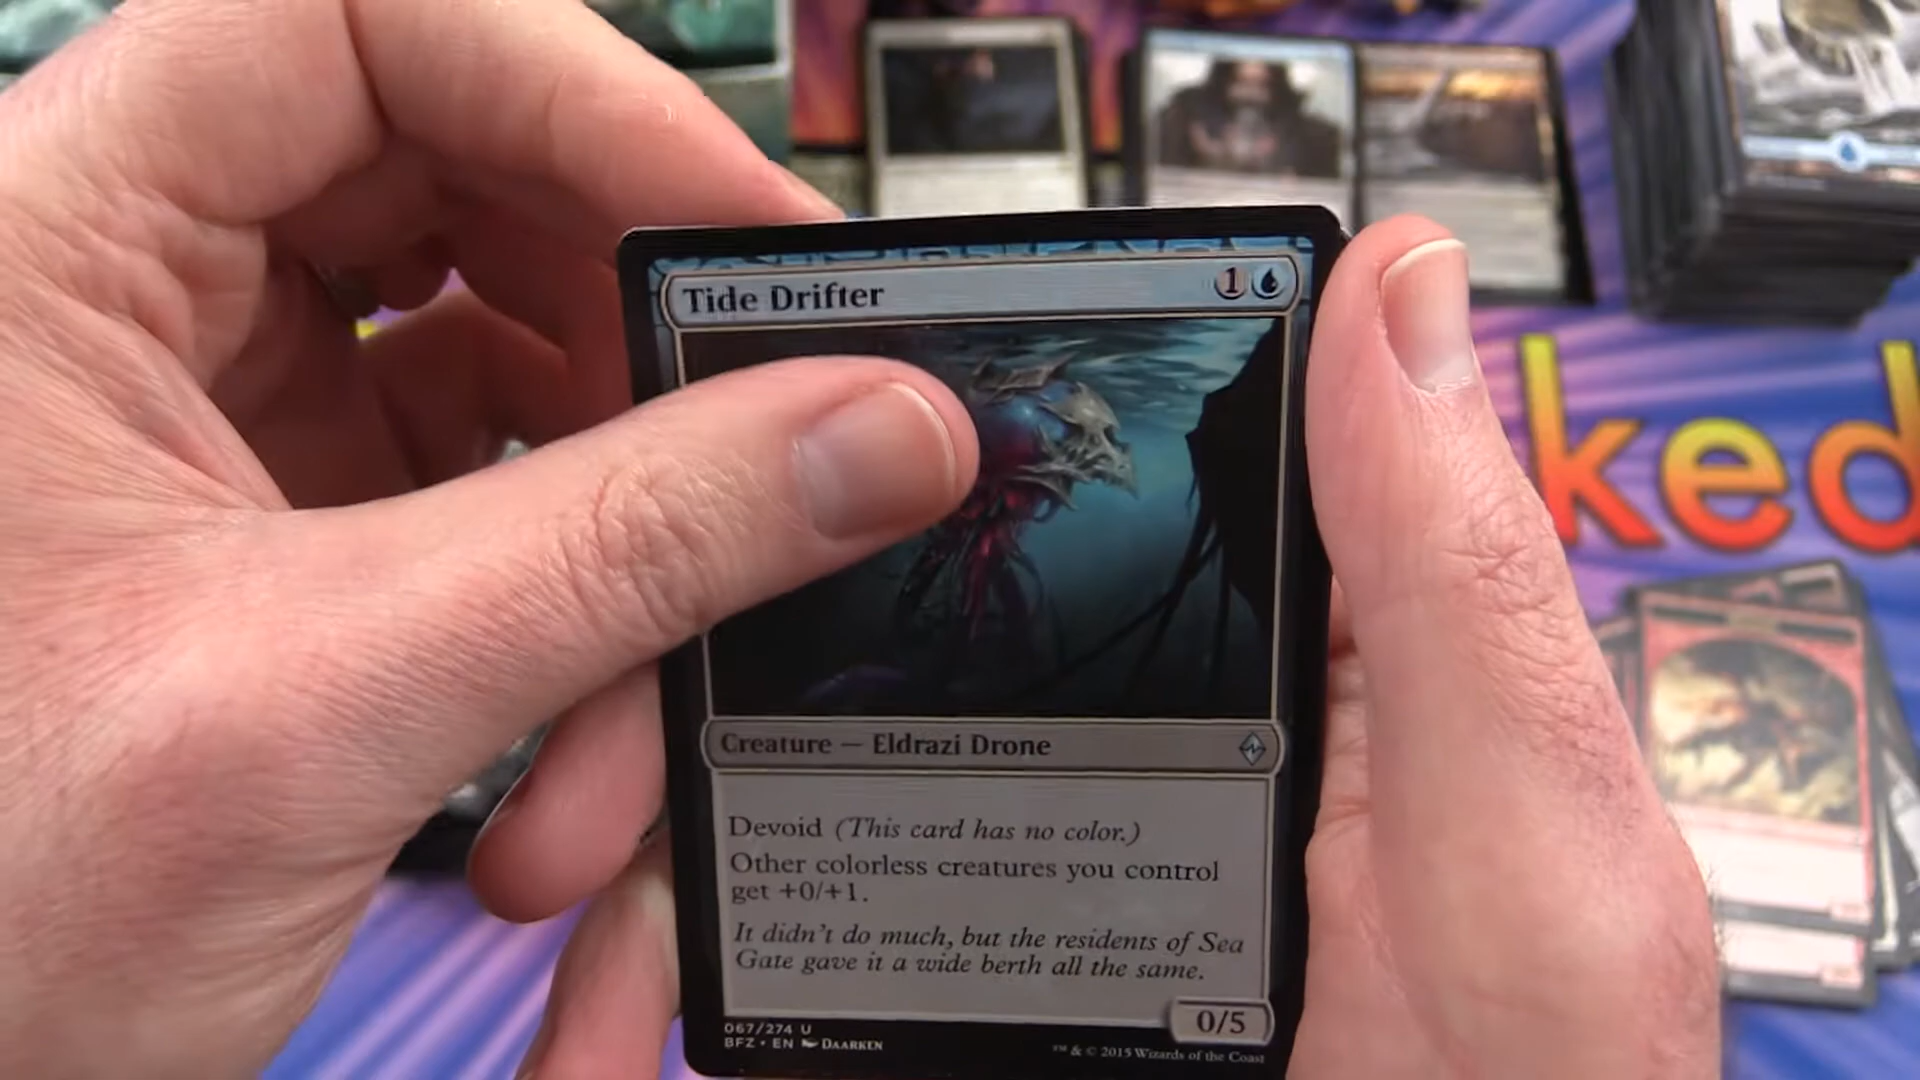 Tide Drifter 1
ked
Creature — Eldrazi Drone
Devoid (This card has no color.)
Other colorless creatures you control
get +0/+1.
It didn't do much, but the residents of Sea
Gate gave it a wide berth all the same.
0/5
067/274 U
BFZ • EN DAARKEN
™ & © 2015 Wizards of the Coast